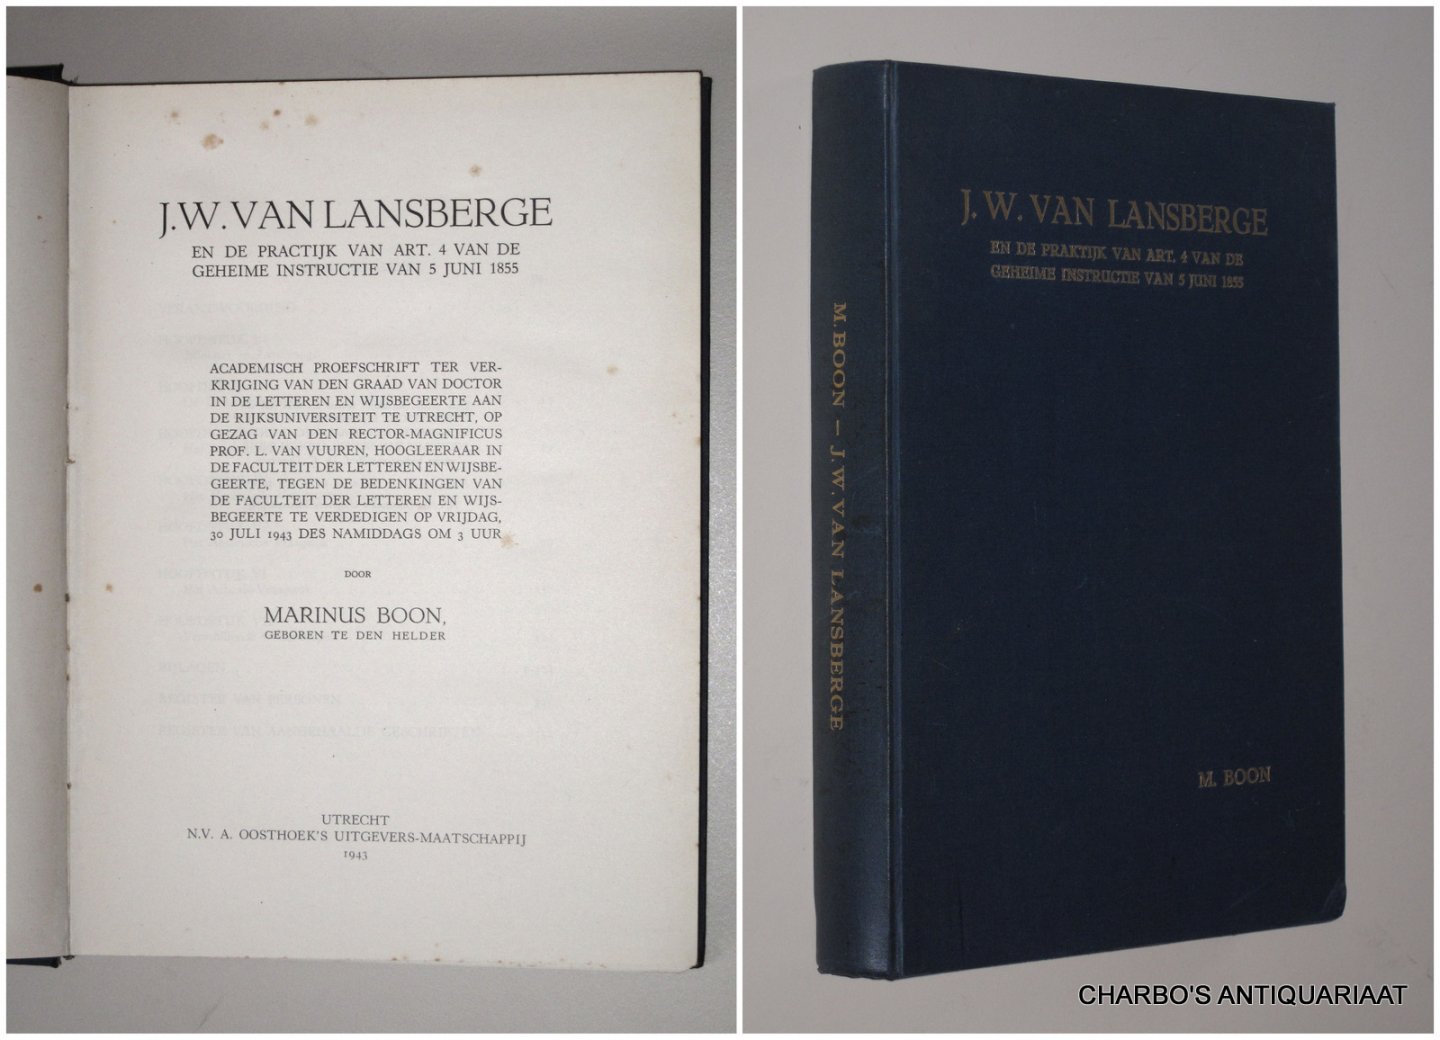 J.W. VAN LANSBERGE
EN DE PRACTIJK VAN ART. 4 VAN DE
GEHEIME INSTRUCTIE VAN 5 JUNI 1855
ACADEMISCH PROEFSCHRIFT TER VER-
KRIJGING VAN DEN GRAAD VAN DOCTOR
IN DE LETTEREN EN WIJSBEGEERTE AAN
DE RIJKSUNIVERSITEIT TE UTRECHT, OP
GEZAG VAN DEN RECTOR-MAGNIFICUS
PROF. L. VAN VUUREN, HOOGLEERAAR IN
DE FACULTEIT DER LETTEREN EN WIJSBE-
GEERTE, TEGEN DE BEDENKINGEN VAN
DE FACULTEIT DER LETTEREN EN WIJS-
BEGEERTE TE VERDEDIGEN OP VRIJDAG,
30 JULI 1943 DES NAMIDDAGS OM 3 UUR
DOOR
MARINUS BOON,
GEBOREN TE DEN HELDER
UTRECHT
N.V. A. OOSTHOEK'S UITGEVERS-MAATSCHAPPIJ
1943
M. BOON — J. W. VAN LANSBERGE
J. W. VAN LANSBERGE
EN DE PRAKTIJK VAN ART. 4 VAN DE
GEHEIME INSTRUCTIE VAN 5 JUNI 1855
M. BOON
CHARBO'S ANTIQUARIAAT